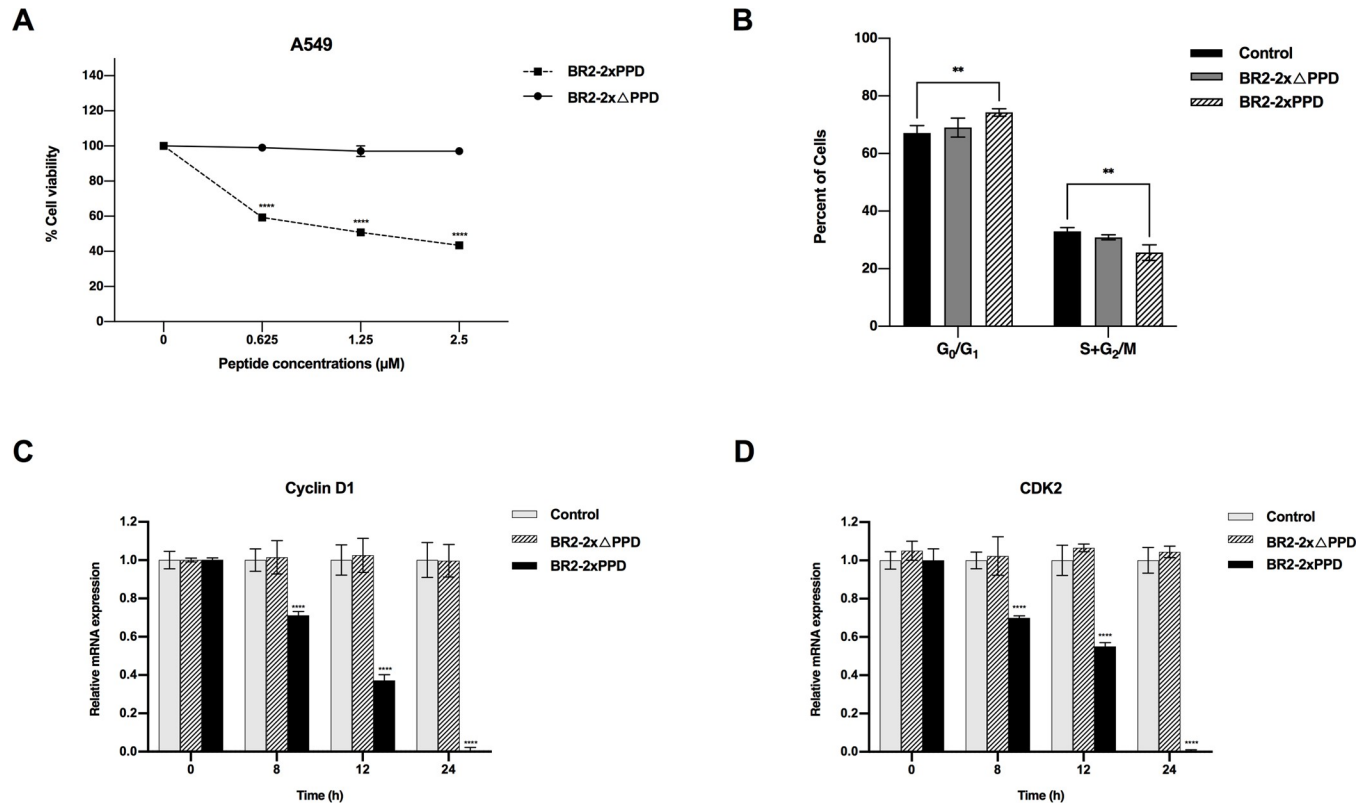 A
A549
140
120
100
80
60
40
20
0
% Cell viability
0
0.625
1.25
2.5
Peptide concentrations (µM)
****
****
****
BR2-2xPPD
BR2-2x△PPD
B
100
80
60
40
20
0
Percent of Cells
**
**
G₀/G₁
S+G₂/M
Control
BR2-2x△PPD
BR2-2xPPD
C
Cyclin D1
1.2
1.0
0.8
0.6
0.4
0.2
0.0
Relative mRNA expression
****
****
****
0
8
12
24
Time (h)
Control
BR2-2x△PPD
BR2-2xPPD
D
CDK2
1.2
1.0
0.8
0.6
0.4
0.2
0.0
Relative mRNA expression
****
****
****
0
8
12
24
Time (h)
Control
BR2-2x△PPD
BR2-2xPPD